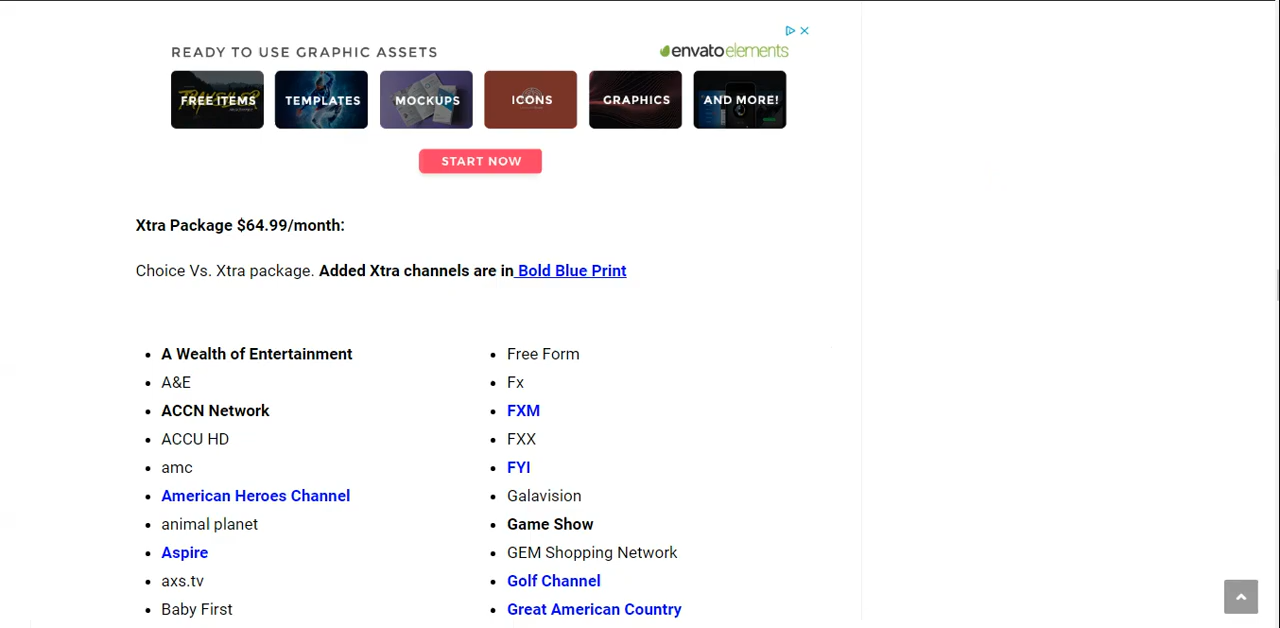 READY TO USE GRAPHIC ASSETS
envatoelements
FREE ITEMS
TEMPLATES
MOCKUPS
ICONS
GRAPHICS
AND MORE!
START NOW
Xtra Package $64.99/month:
Choice Vs. Xtra package. Added Xtra channels are in Bold Blue Print
A Wealth of Entertainment
A&E
ACCN Network
ACCU HD
amc
American Heroes Channel
animal planet
Aspire
axs.tv
Baby First
Free Form
Fx
FXM
FXX
FYI
Galavision
Game Show
GEM Shopping Network
Golf Channel
Great American Country